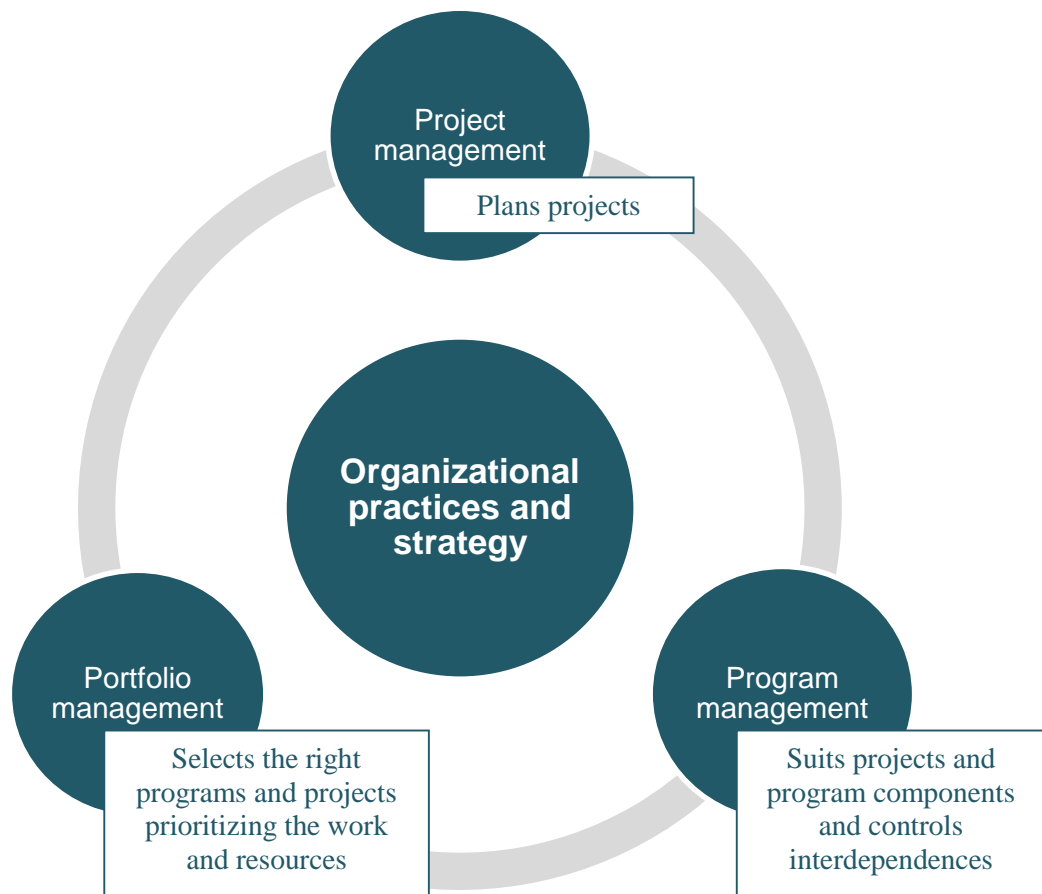 Project
management
Plans projects
Organizational
practices and
strategy
Portfolio
management
Selects the right
programs and projects
prioritizing the work
and resources
Program
management
Suits projects and
program components
and controls
interdependences